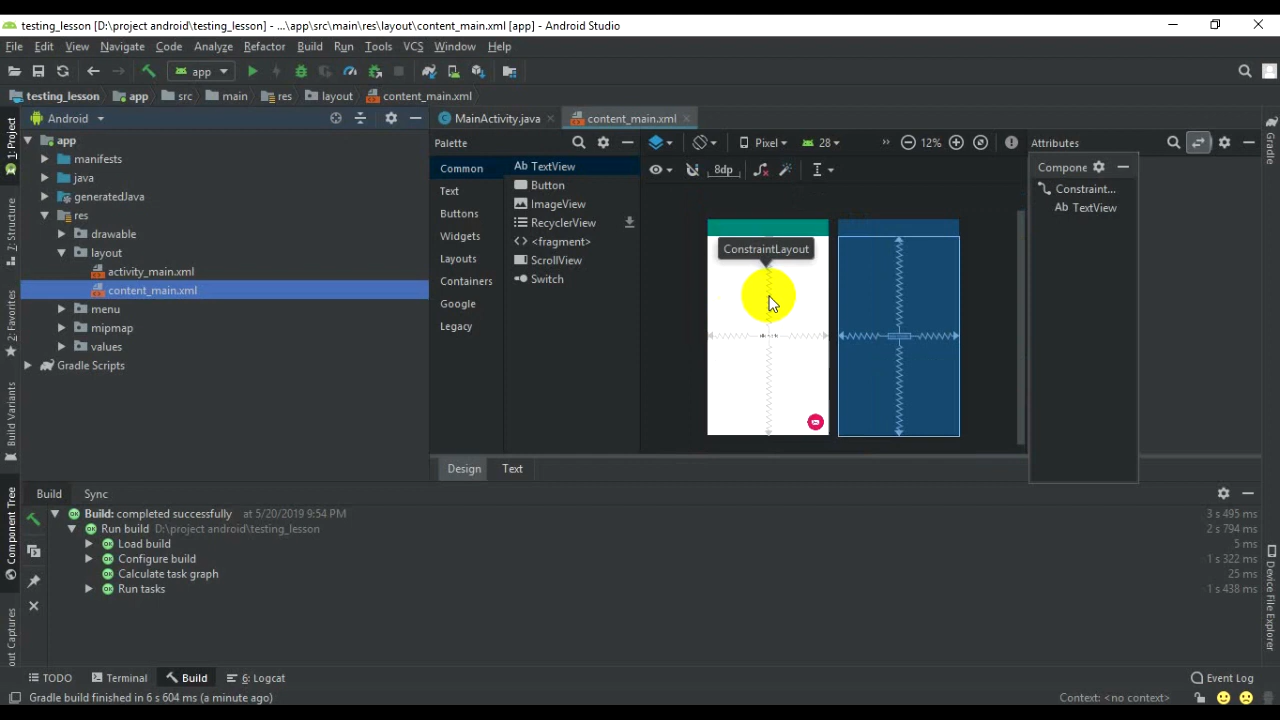 testing_lesson [D:\project android\testing_lesson] - ...\app\src\main\res\layout\content_main.xml [app] - Android Studio
File Edit View Navigate Code Analyze Refactor Build Run Tools VCS Window Help
app
testing_lesson app src main res layout content_main.xml
1: Project
Z: Structure
2: Favorites
Build Variants
Component Tree
out Captures
Android
app
manifests
java
generatedJava
res
drawable
layout
activity_main.xml
content_main.xml
menu
mipmap
values
Gradle Scripts
MainActivity.java content_main.xml
Palette
Common
Text
Buttons
Widgets
Layouts
Containers
Google
Legacy
Ab TextView
Button
ImageView
RecyclerView
<> <fragment>
ScrollView
Switch
Pixel 28 » 12%
8dp
ConstraintLayout
Design Text
Attributes
Compone
Constraint...
Ab TextView
Gradle
Device File Explorer
Build Sync
Build: completed successfully at 5/20/2019 9:54 PM 3 s 495 ms
Run build D:\project android\testing_lesson 2 s 794 ms
Load build 5 ms
Configure build 1 s 322 ms
Calculate task graph 25 ms
Run tasks 1 s 438 ms
TODO Terminal Build 6: Logcat Event Log
Gradle build finished in 6 s 604 ms (a minute ago) Context: <no context>